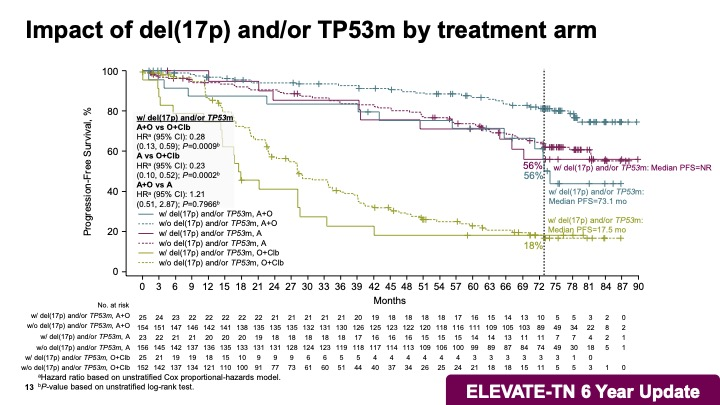 Impact of del(17p) and/or TP53m by treatment arm
Progression-Free Survival, %
100
80
60
40
20
0
w/ del(17p) and/or TP53m
A+O vs O+Clb
HRᵃ (95% CI): 0.28
(0.13, 0.59); P=0.0009ᵇ
A vs O+Clb
HRᵃ (95% CI): 0.23
(0.10, 0.52); P=0.0002ᵇ
A+O vs A
HRᵃ (95% CI): 1.21
(0.51, 2.87); P=0.7966ᵇ
w/ del(17p) and/or TP53m, A+O
w/o del(17p) and/or TP53m, A+O
w/ del(17p) and/or TP53m, A
w/o del(17p) and/or TP53m, A
w/ del(17p) and/or TP53m, O+Clb
w/o del(17p) and/or TP53m, O+Clb
56%
w/ del(17p) and/or TP53m: Median PFS=NR
56%
w/ del(17p) and/or TP53m:
Median PFS=73.1 mo
w/ del(17p) and/or TP53m:
Median PFS=17.5 mo
18%
0 3 6 9 12 15 18 21 24 27 30 33 36 39 42 45 48 51 54 57 60 63 66 69 72 75 78 81 84 87 90
Months
No. at risk
w/ del(17p) and/or TP53m, A+O 25 24 23 22 22 22 22 22 21 21 21 21 21 20 19 18 18 18 18 17 16 15 14 13 10 5 5 3 2 0
w/o del(17p) and/or TP53m, A+O 154 151 147 146 142 141 138 135 135 135 132 131 130 126 125 123 122 120 118 116 111 109 105 103 89 49 34 22 8 2
w/ del(17p) and/or TP53m, A 23 22 21 21 20 20 20 19 18 18 18 18 18 17 16 16 16 15 15 15 14 14 13 11 11 7 7 4 2 1
w/o del(17p) and/or TP53m, A 156 145 142 137 136 135 133 131 131 128 124 123 119 118 117 114 113 109 106 106 100 99 89 87 84 74 49 30 18 5 1
w/ del(17p) and/or TP53m, O+Clb 25 21 19 19 18 15 10 9 9 9 6 6 5 5 4 4 4 4 4 4 3 3 3 3 3 1 0
w/o del(17p) and/or TP53m, O+Clb 152 142 137 134 121 110 100 91 77 73 61 60 51 44 40 37 34 26 25 24 21 18 18 15 11 5 5 3 1 0
ᵃHazard ratio based on unstratified Cox proportional-hazards model.
13 ᵇP-value based on unstratified log-rank test.
ELEVATE-TN 6 Year Update